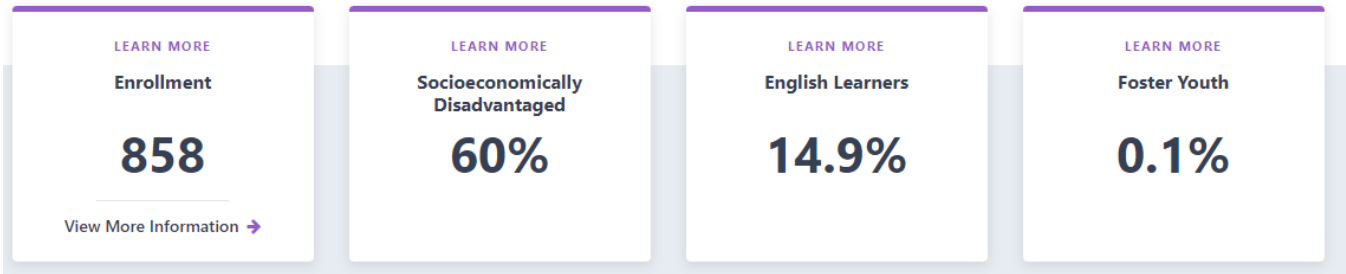 LEARN MORE
Enrollment
858
View More Information
LEARN MORE
Socioeconomically
Disadvantaged
60%
LEARN MORE
English Learners
14.9%
LEARN MORE
Foster Youth
0.1%